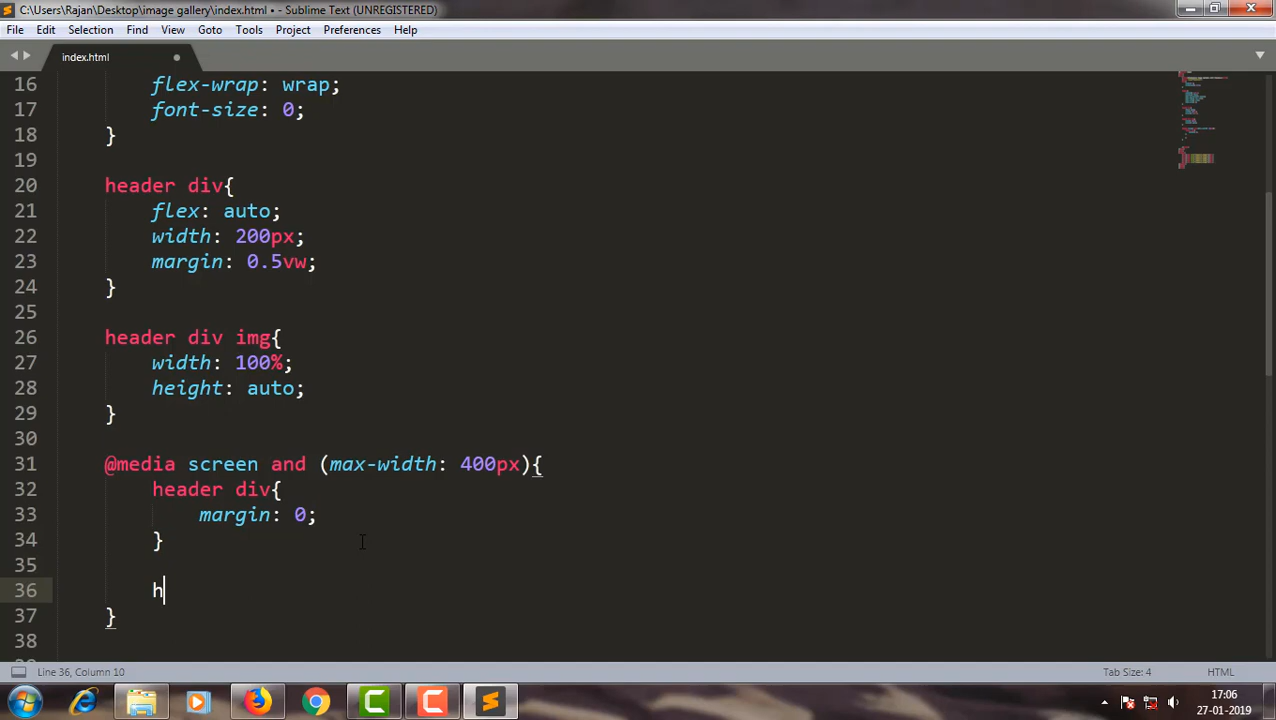 C:\Users\Rajan\Desktop\image gallery\index.html • - Sublime Text (UNREGISTERED)
File Edit Selection Find View Goto Tools Project Preferences Help
index.html
16 flex-wrap: wrap;
17 font-size: 0;
18 }
19
20 header div{
21 flex: auto;
22 width: 200px;
23 margin: 0.5vw;
24 }
25
26 header div img{
27 width: 100%;
28 height: auto;
29 }
30
31 @media screen and (max-width: 400px){
32 header div{
33 margin: 0;
34 }
35
36 h
37 }
38
Line 36, Column 10 Tab Size: 4 HTML
17:06
27-01-2019